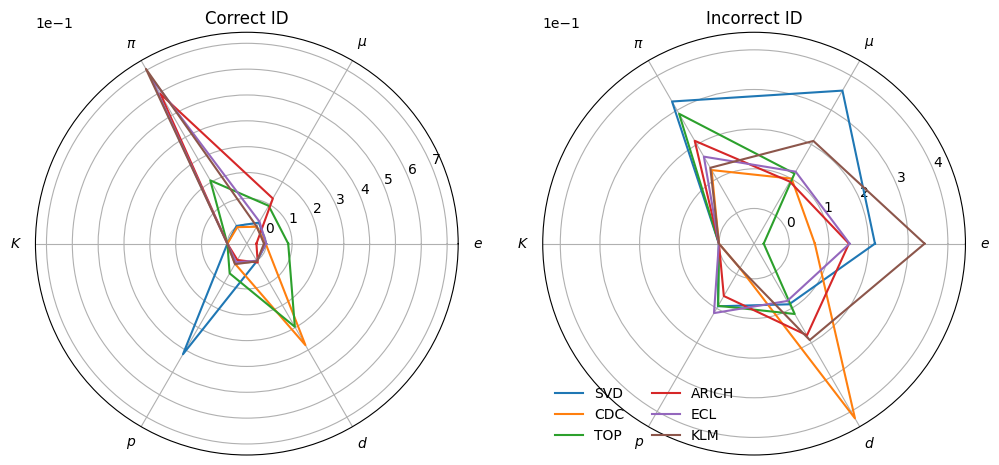 Correct ID
1e−1
π
μ
7
6
5
4
3
2
1
0
K
e
p
d
Incorrect ID
1e−1
π
μ
4
3
2
1
0
K
e
p
d
SVD
CDC
TOP
ARICH
ECL
KLM